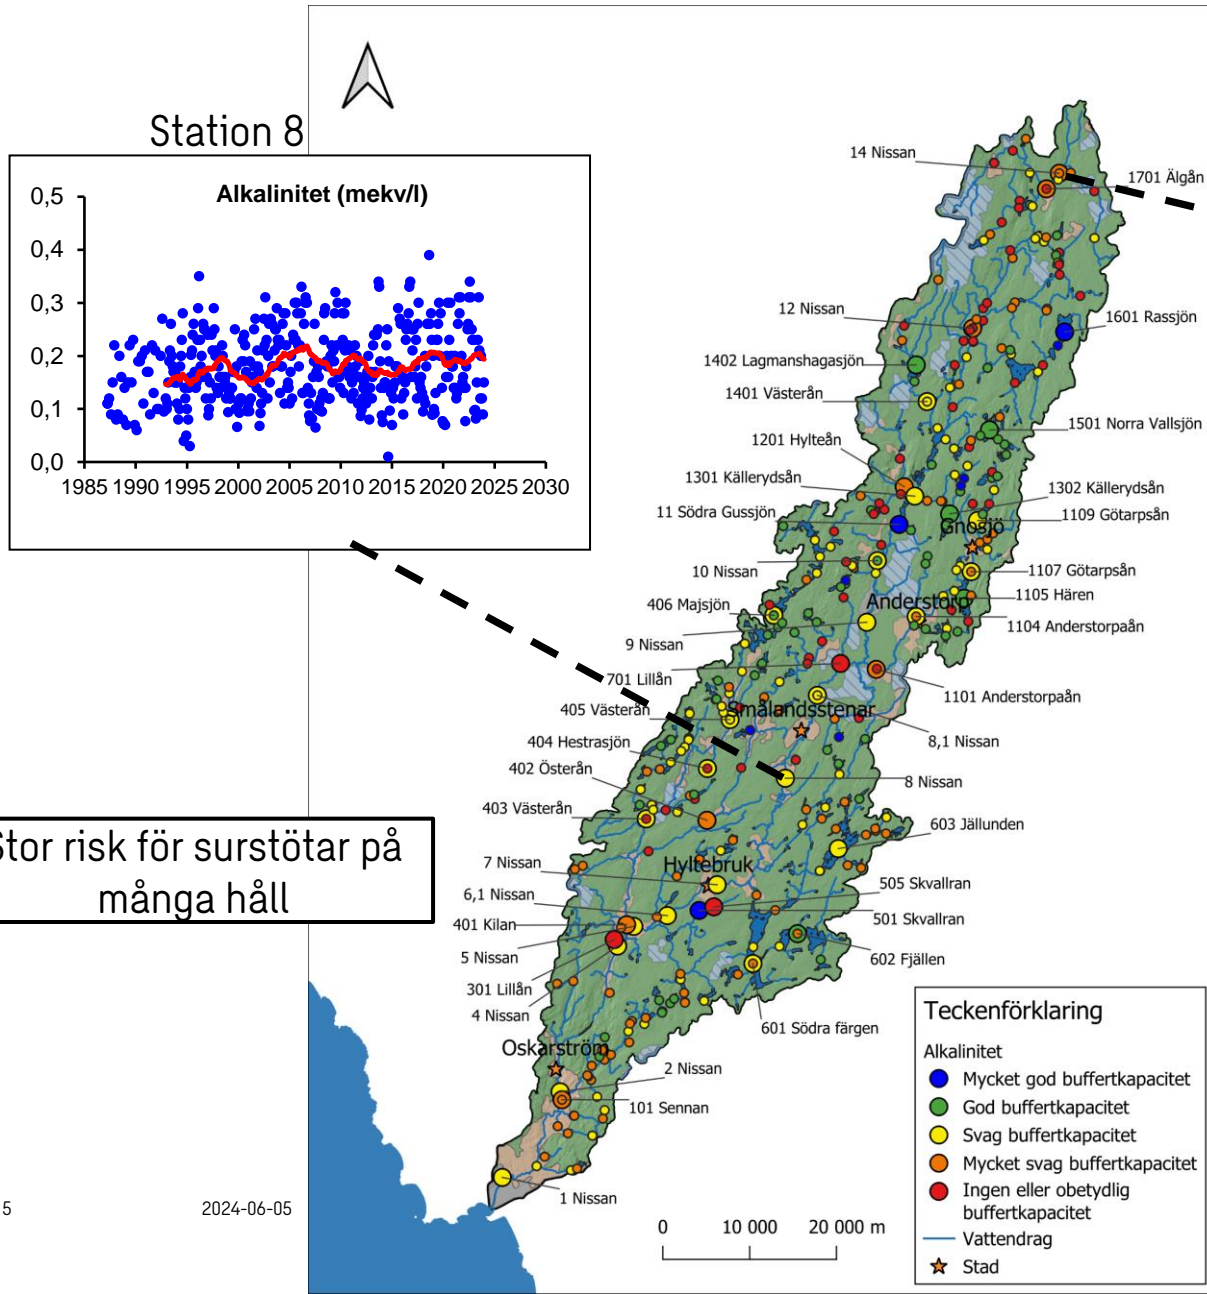 Station 8
Alkalinitet (mekv/l)
0,5
0,4
0,3
0,2
0,1
0,0
1985 1990 1995 2000 2005 2010 2015 2020 2025 2030
Stor risk för surstötar på
många håll
5
2024-06-05
14 Nissan
1701 Älgån
12 Nissan
1601 Rassjön
1402 Lagmanshagasjön
1401 Västerån
1501 Norra Vallsjön
1201 Hylteån
1301 Källerydsån
1302 Källerydsån
11 Södra Gussjön
1109 Götarpsån
Gnosjö
10 Nissan
1107 Götarpsån
1105 Hären
406 Majsjön
Anderstorp
1104 Anderstorpaån
9 Nissan
701 Lillån
1101 Anderstorpaån
405 Västerån
Smålandsstenar
8,1 Nissan
404 Hestrasjön
402 Österån
8 Nissan
403 Västerån
603 Jällunden
7 Nissan
Hyltebruk
505 Skvallran
6,1 Nissan
501 Skvallran
401 Kilan
5 Nissan
602 Fjällen
301 Lillån
4 Nissan
601 Södra färgen
Oskarström
2 Nissan
101 Sennan
1 Nissan
0 10 000 20 000 m
Teckenförklaring
Alkalinitet
Mycket god buffertkapacitet
God buffertkapacitet
Svag buffertkapacitet
Mycket svag buffertkapacitet
Ingen eller obetydlig
buffertkapacitet
Vattendrag
Stad